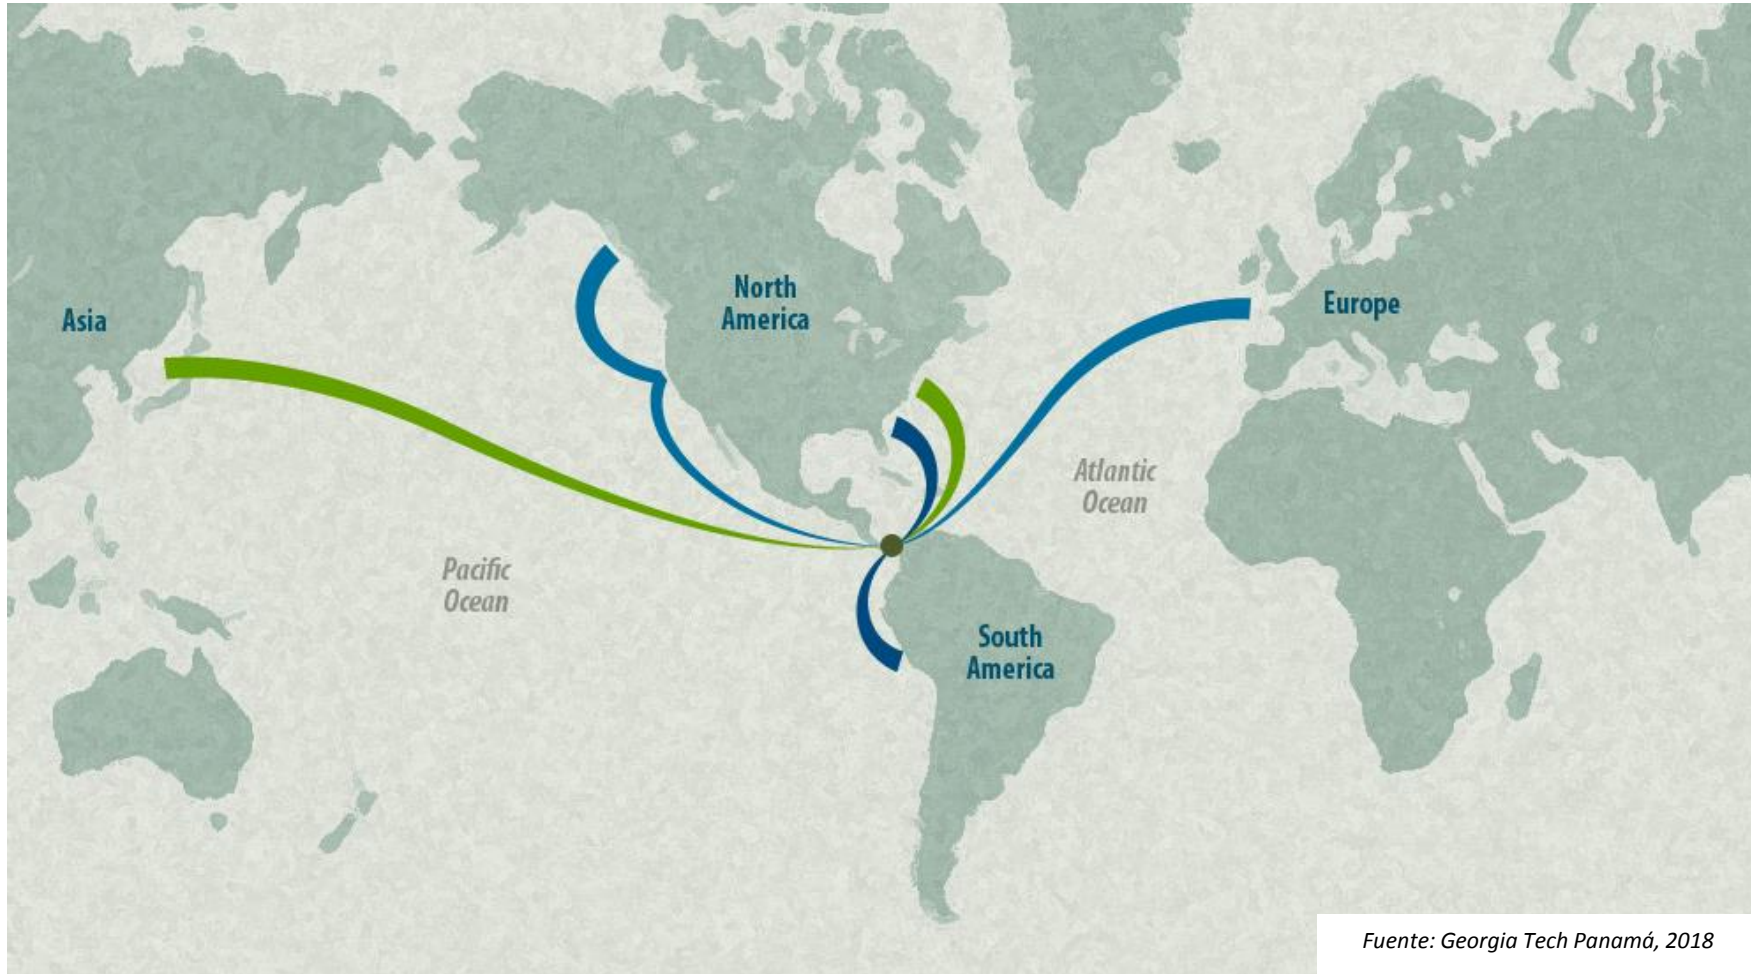 North
America
Asia
Europe
Atlantic
Ocean
Pacific
Ocean
South
America
Fuente: Georgia Tech Panamá, 2018